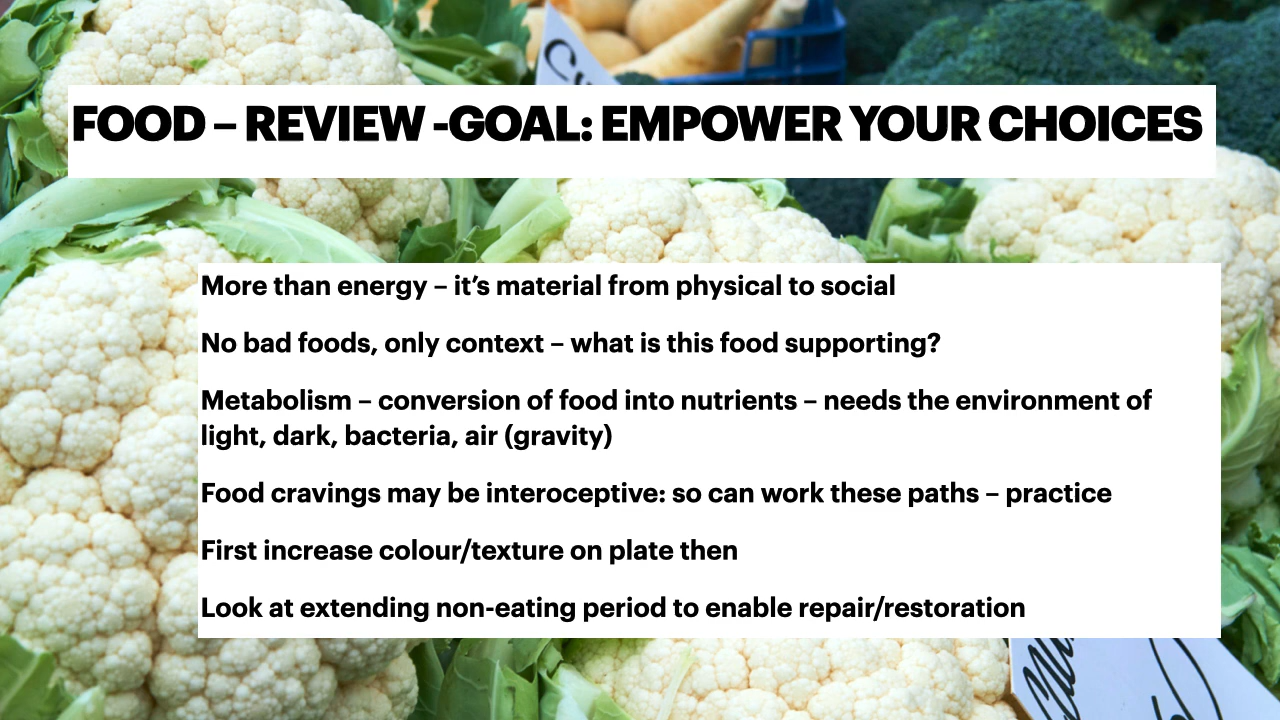 FOOD – REVIEW -GOAL: EMPOWER YOUR CHOICES
More than energy – it’s material from physical to social
No bad foods, only context – what is this food supporting?
Metabolism – conversion of food into nutrients – needs the environment of
light, dark, bacteria, air (gravity)
Food cravings may be interoceptive: so can work these paths – practice
First increase colour/texture on plate then
Look at extending non-eating period to enable repair/restoration